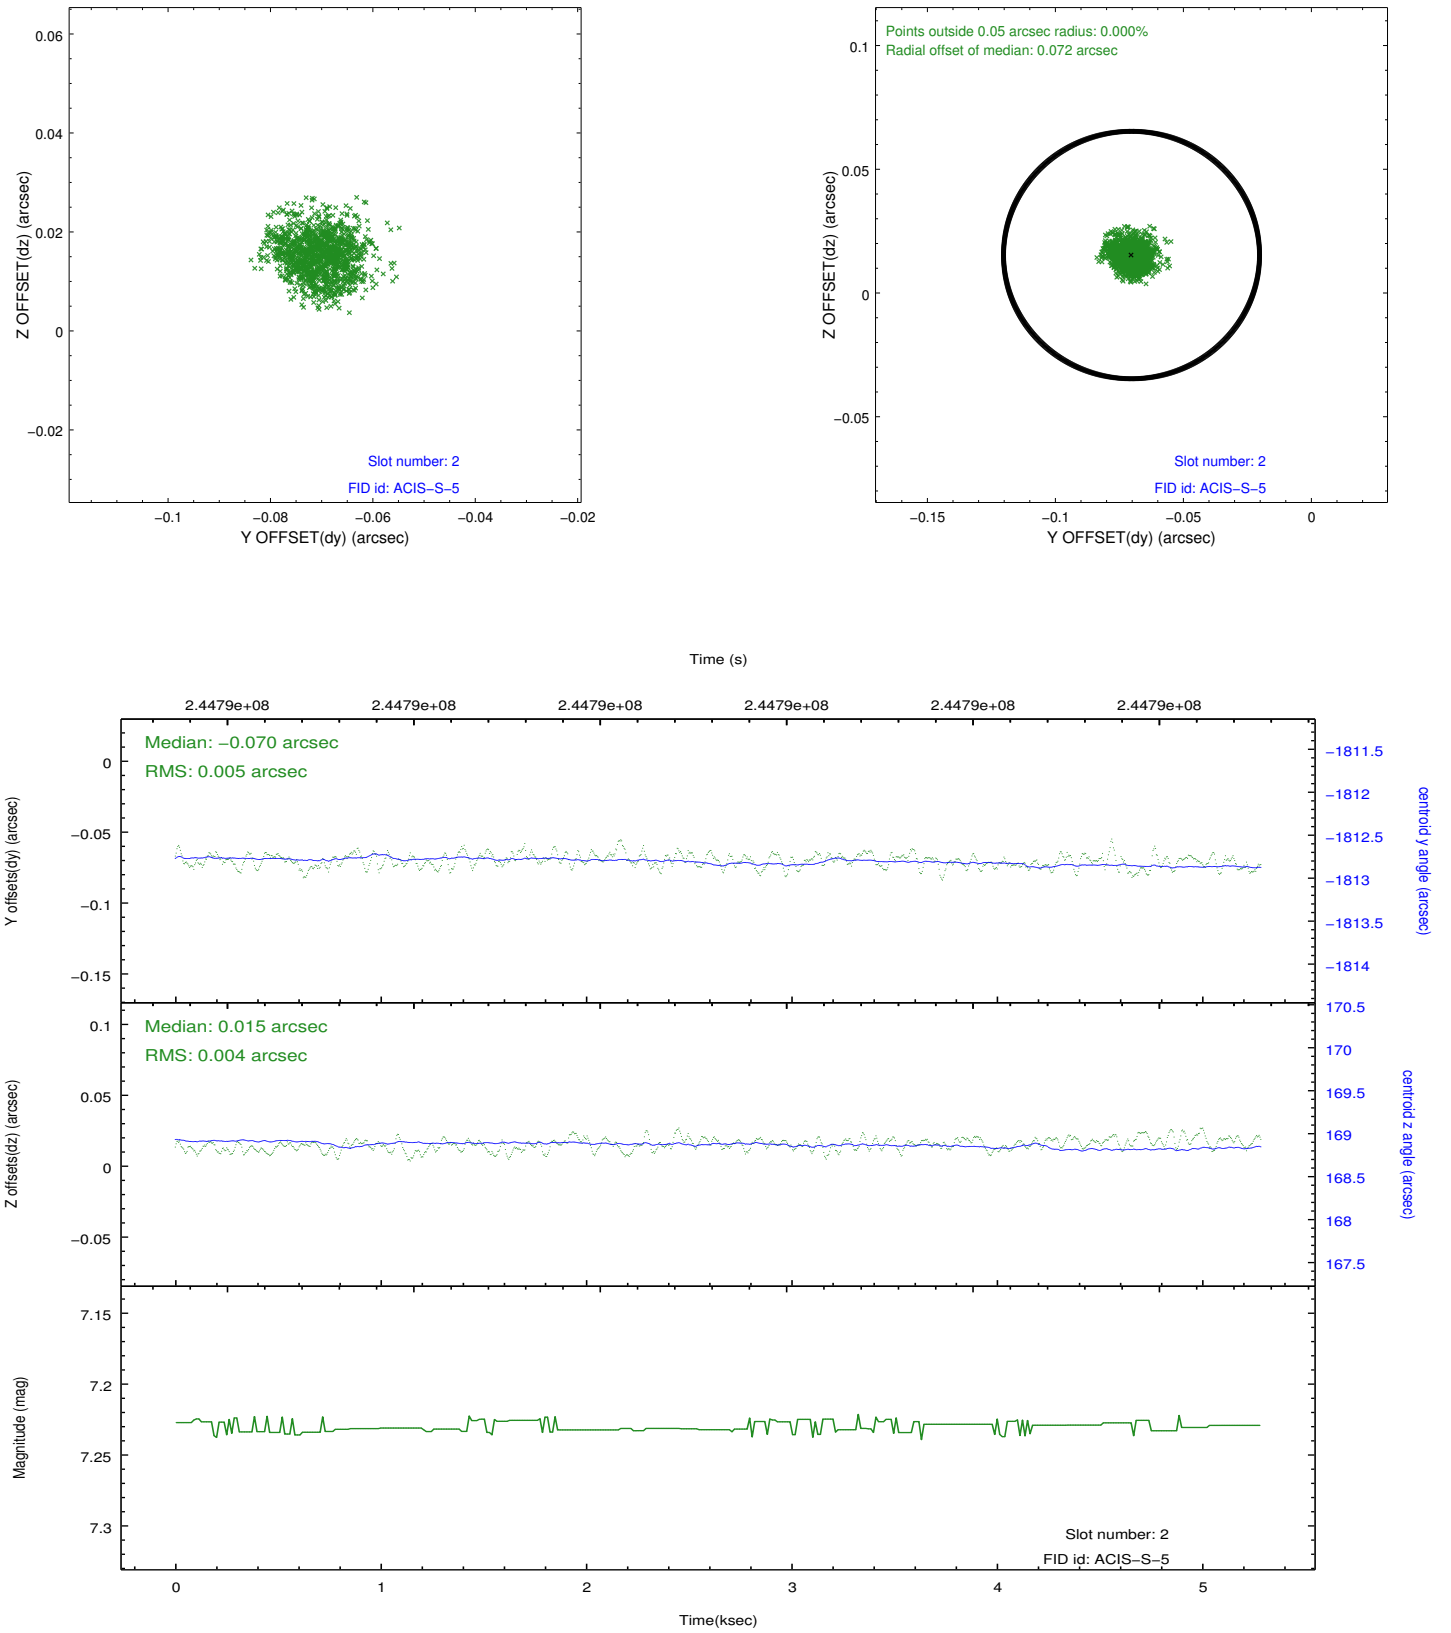 0.06
0.04
0.02
0
−0.02
Z OFFSET(dz) (arcsec)
Slot number: 2
FID id: ACIS−S−5
−0.1
−0.08
−0.06
−0.04
−0.02
Y OFFSET(dy) (arcsec)
Points outside 0.05 arcsec radius: 0.000%
Radial offset of median: 0.072 arcsec
0.1
0.05
0
−0.05
Z OFFSET(dz) (arcsec)
Slot number: 2
FID id: ACIS−S−5
−0.15
−0.1
−0.05
0
Y OFFSET(dy) (arcsec)
Time (s)
2.4479e+08
2.4479e+08
2.4479e+08
2.4479e+08
2.4479e+08
2.4479e+08
Median: −0.070 arcsec
RMS: 0.005 arcsec
0
−0.05
−0.1
−0.15
Y offsets(dy) (arcsec)
−1811.5
−1812
−1812.5
−1813
−1813.5
−1814
centroid y angle (arcsec)
Median: 0.015 arcsec
RMS: 0.004 arcsec
0.1
0.05
0
−0.05
Z offsets(dz) (arcsec)
170.5
170
169.5
169
168.5
168
167.5
centroid z angle (arcsec)
7.15
7.2
7.25
7.3
Magnitude (mag)
Slot number: 2
FID id: ACIS−S−5
0
1
2
3
4
5
Time(ksec)